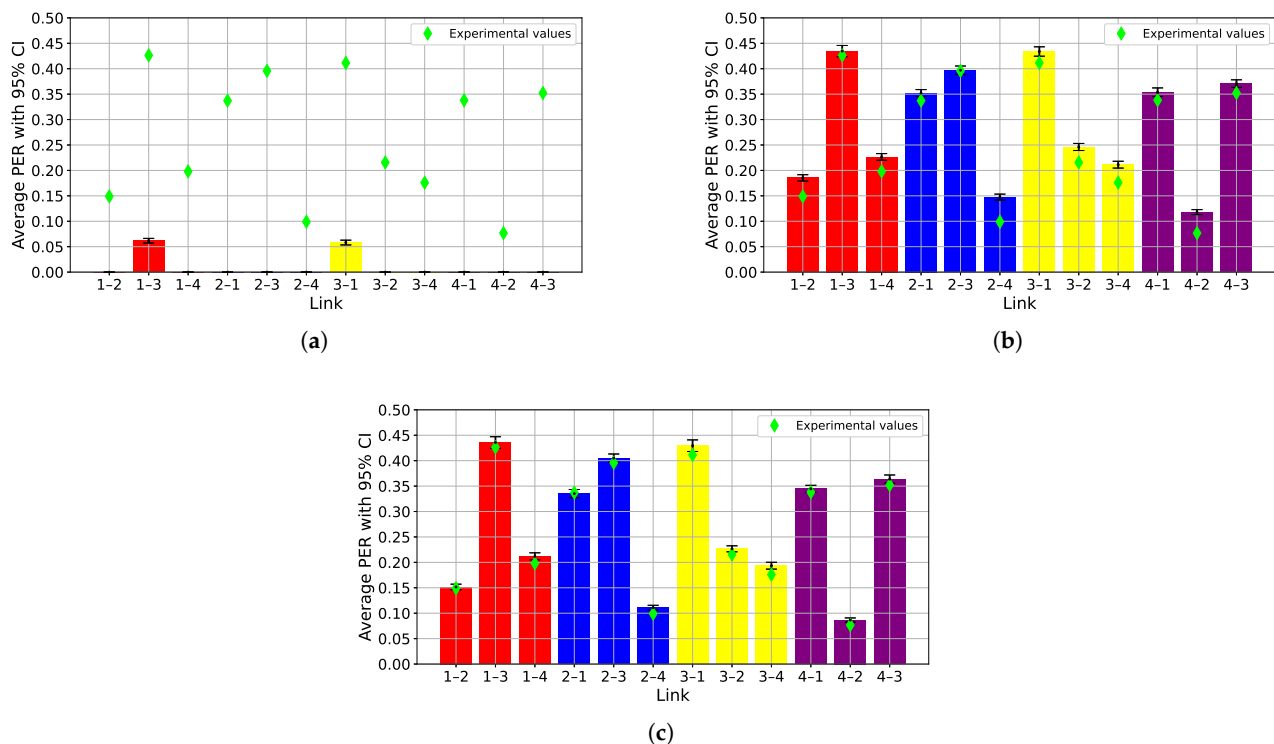 0.50
0.45
0.40
0.35
0.30
0.25
0.20
0.15
0.10
0.05
0.00
Average PER with 95% CI
Experimental values
1–2 1–3 1–4 2–1 2–3 2–4 3–1 3–2 3–4 4–1 4–2 4–3
Link
(a)
0.50
0.45
0.40
0.35
0.30
0.25
0.20
0.15
0.10
0.05
0.00
Average PER with 95% CI
Experimental values
1–2 1–3 1–4 2–1 2–3 2–4 3–1 3–2 3–4 4–1 4–2 4–3
Link
(b)
0.50
0.45
0.40
0.35
0.30
0.25
0.20
0.15
0.10
0.05
0.00
Average PER with 95% CI
Experimental values
1–2 1–3 1–4 2–1 2–3 2–4 3–1 3–2 3–4 4–1 4–2 4–3
Link
(c)